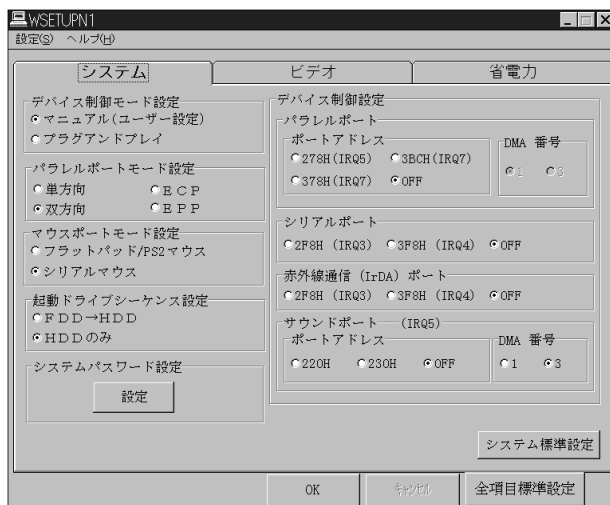 WSETUPN1
設定(S) ヘルプ(H)
システム ビデオ 省電力
デバイス制御モード設定
マニュアル(ユーザー設定)
プラグアンドプレイ
パラレルポートモード設定
単方向 ECP
双方向 EPP
マウスポートモード設定
フラットパッド/PS2マウス
シリアルマウス
起動ドライブシーケンス設定
FDD→HDD
HDDのみ
システムパスワード設定
設定
デバイス制御設定
パラレルポート
ポートアドレス DMA 番号
278H(IRQ5) 3BCH(IRQ7) 1 3
378H(IRQ7) OFF
シリアルポート
2F8H (IRQ3) 3F8H (IRQ4) OFF
赤外線通信 (IrDA) ポート
2F8H (IRQ3) 3F8H (IRQ4) OFF
サウンドポート (IRQ5)
ポートアドレス DMA 番号
220H 230H OFF 1 3
システム標準設定
OK キャンセル 全項目標準設定